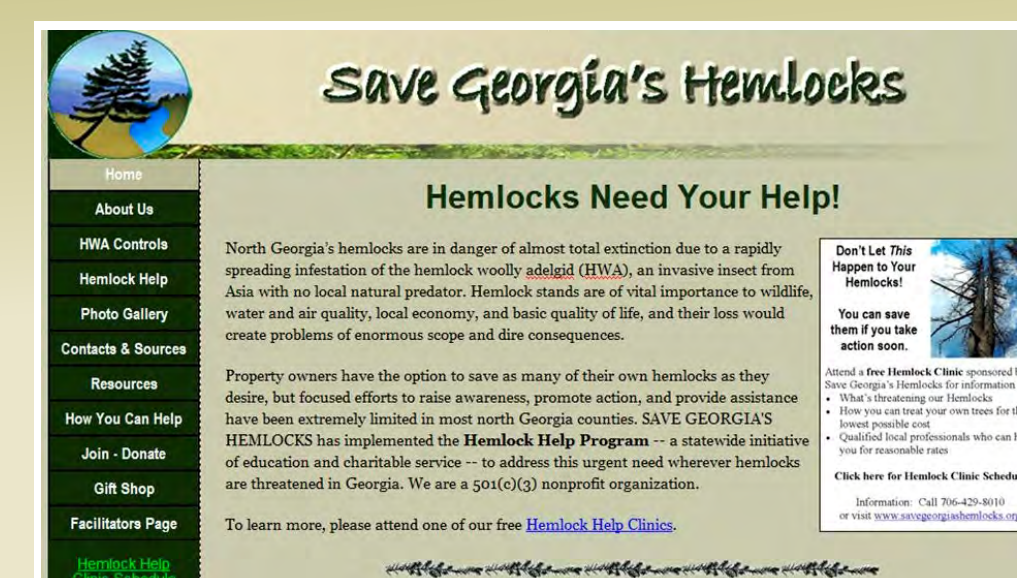 Save Georgia's Hemlocks
Home
About Us
HWA Controls
Hemlock Help
Photo Gallery
Contacts & Sources
Resources
How You Can Help
Join - Donate
Gift Shop
Facilitators Page
Hemlock Help
Clinic Schedule
Hemlocks Need Your Help!
North Georgia's hemlocks are in danger of almost total extinction due to a rapidly
spreading infestation of the hemlock woolly adelgid (HWA), an invasive insect from
Asia with no local natural predator. Hemlock stands are of vital importance to wildlife,
water and air quality, local economy, and basic quality of life, and their loss would
create problems of enormous scope and dire consequences.
Property owners have the option to save as many of their own hemlocks as they
desire, but focused efforts to raise awareness, promote action, and provide assistance
have been extremely limited in most north Georgia counties. SAVE GEORGIA'S
HEMLOCKS has implemented the Hemlock Help Program -- a statewide initiative
of education and charitable service -- to address this urgent need wherever hemlocks
are threatened in Georgia. We are a 501(c)(3) nonprofit organization.
To learn more, please attend one of our free Hemlock Help Clinics.
Don't Let This
Happen to Your
Hemlocks!
You can save
them if you take
action soon.
Attend a free Hemlock Clinic sponsored
Save Georgia's Hemlocks for information
• What's threatening our Hemlocks
• How you can treat your own trees for
lowest possible cost
• Qualified local professionals who can
you for reasonable rates
Click here for Hemlock Clinic
Information: Call 706-429-8010
or visit www.savegeorgiashemlocks.org